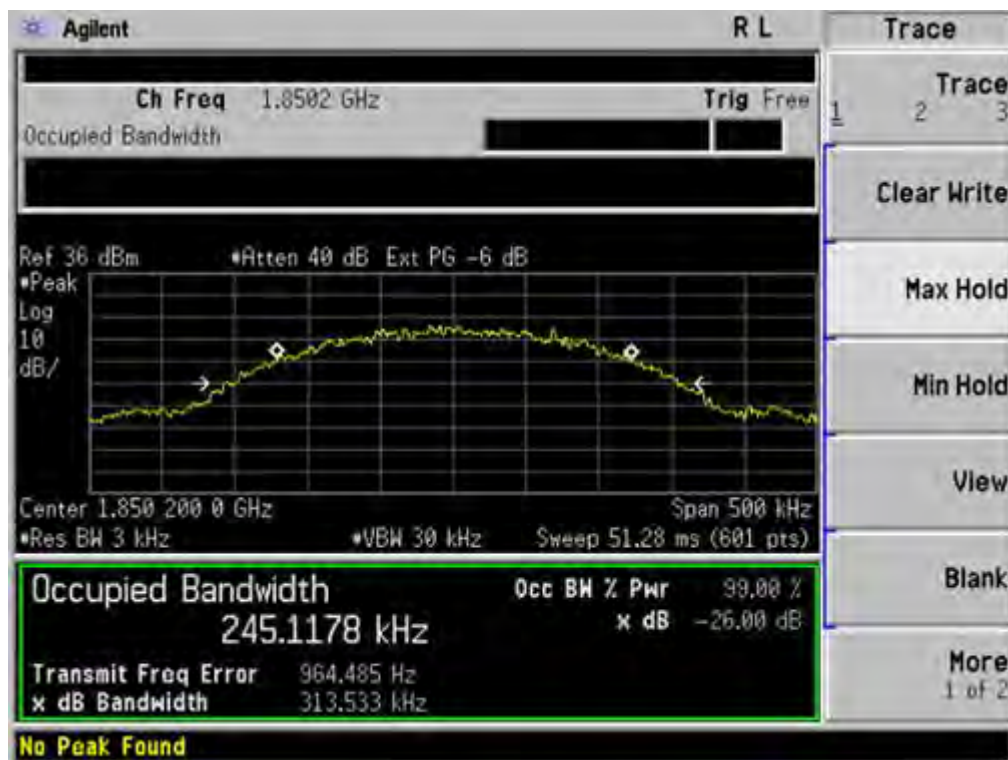 Agilent
R L
Trace
Ch Freq 1.8502 GHz
Trig Free
Occupied Bandwidth
Trace
1 2 3
Clear Write
Max Hold
Min Hold
View
Blank
More
1 of 2
Ref 36 dBm
*Atten 40 dB
Ext PG -6 dB
*Peak
Log
10
dB/
Center 1.850 200 0 GHz
Span 500 kHz
*Res BW 3 kHz
*VBW 30 kHz
Sweep 51.28 ms (601 pts)
Occupied Bandwidth
245.1178 kHz
Occ BW % Pwr 99.00 %
x dB -26.00 dB
Transmit Freq Error 964.485 Hz
x dB Bandwidth 313.533 kHz
No Peak Found